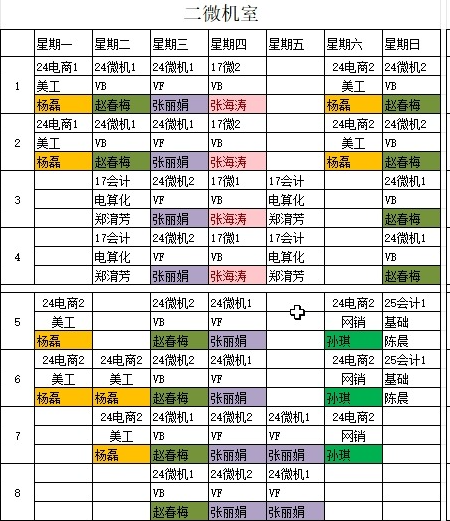 二微机室
星期一 星期二 星期三 星期四 星期五 星期六 星期日
24电商1 24微机1 24微机1 17微2 24电商2 24微机2
1 美工 VB VF VB 美工 VB
杨磊 赵春梅 张丽娟 张海涛 杨磊 赵春梅
24电商1 24微机1 24微机1 17微2 24电商2 24微机2
2 美工 VB VF VB 美工 VB
杨磊 赵春梅 张丽娟 张海涛 杨磊 赵春梅
17会计 24微机2 17微1 17会计 24微机1
3 电算化 VF VB 电算化 VB
郑淯芳 张丽娟 张海涛 郑淯芳 赵春梅
17会计 24微机2 17微1 17会计 24微机1
4 电算化 VF VB 电算化 VB
郑淯芳 张丽娟 张海涛 郑淯芳 赵春梅
24电商2 24微机2 24微机1 24电商2 25会计1
5 美工 VB VF 网销 基础
杨磊 赵春梅 张丽娟 孙琪 陈晨
24电商2 24电商2 24微机2 24微机1 24电商2 25会计1
6 美工 美工 VB VF 网销 基础
杨磊 杨磊 赵春梅 张丽娟 孙琪 陈晨
24电商2 24微机1 24微机2 24微机1 24电商2
7 美工 VB VF VF 网销
杨磊 赵春梅 张丽娟 张丽娟 孙琪
24微机1 24微机2 24微机1
8 VB VF VF
赵春梅 张丽娟 张丽娟